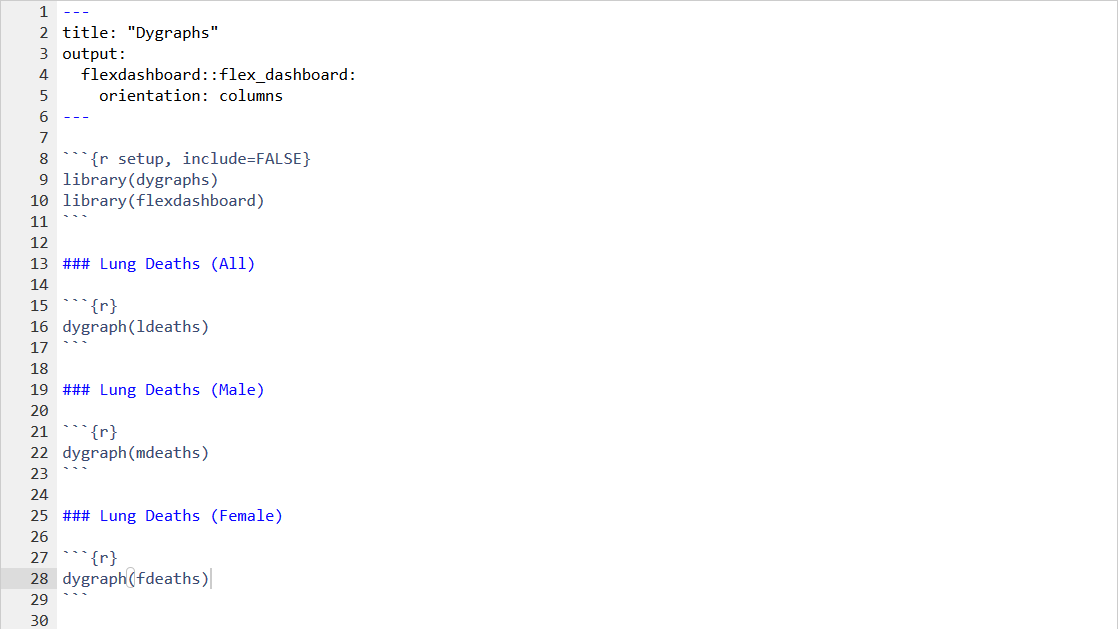 1 ---
2 title: "Dygraphs"
3 output:
4   flexdashboard::flex_dashboard:
5     orientation: columns
6 ---
7
8 ```{r setup, include=FALSE}
9 library(dygraphs)
10 library(flexdashboard)
11 ```
12
13 ### Lung Deaths (All)
14
15 ```{r}
16 dygraph(ldeaths)
17 ```
18
19 ### Lung Deaths (Male)
20
21 ```{r}
22 dygraph(mdeaths)
23 ```
24
25 ### Lung Deaths (Female)
26
27 ```{r}
28 dygraph(fdeaths)
29 ```
30